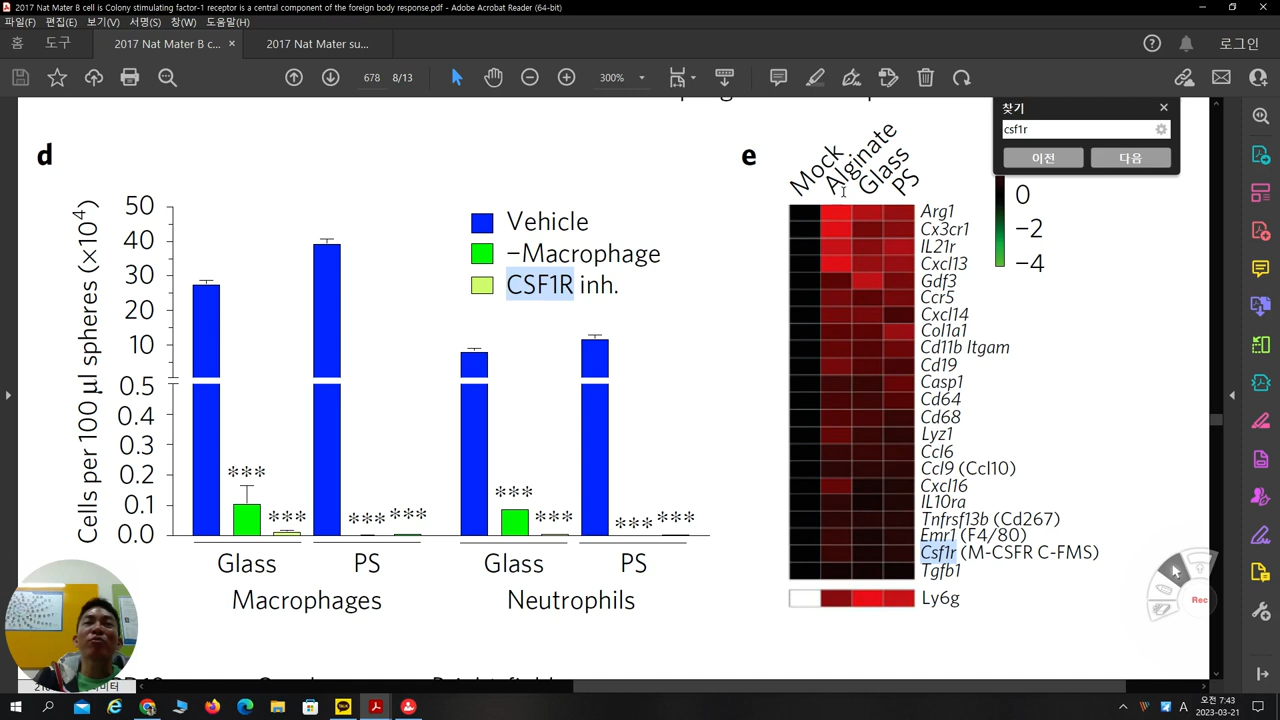 2017 Nat Mater B cell is Colony stimulating factor-1 receptor is a central component of the foreign body response.pdf - Adobe Acrobat Reader (64-bit)
파일(F) 편집(E) 보기(V) 서명(S) 창(W) 도움말(H)
홈 도구 2017 Nat Mater B c... × 2017 Nat Mater su... 로그인
678 8/13 300%
찾기
csf1r
이전 다음
d
Cells per 100 µl spheres (×10⁴)
50
40
30
20
10
0.5
0.4
0.3
0.2
0.1
0.0
Vehicle
−Macrophage
CSF1R inh.
*** *** *** *** *** *** *** ***
Glass PS Glass PS
Macrophages Neutrophils
e
Mock Alginate Glass PS
0
−2
−4
Arg1
Cx3cr1
IL21r
Cxcl13
Gdf3
Ccr5
Cxcl14
Col1a1
Cd11b Itgam
Cd19
Casp1
Cd64
Cd68
Lyz1
Ccl6
Ccl9 (Ccl10)
Cxcl16
IL10ra
Tnfrsf13b (Cd267)
Emr1 (F4/80)
Csf1r (M-CSFR C-FMS)
Tgfb1
Ly6g
Rec
TALK
A
오전 7:43
2023-03-21